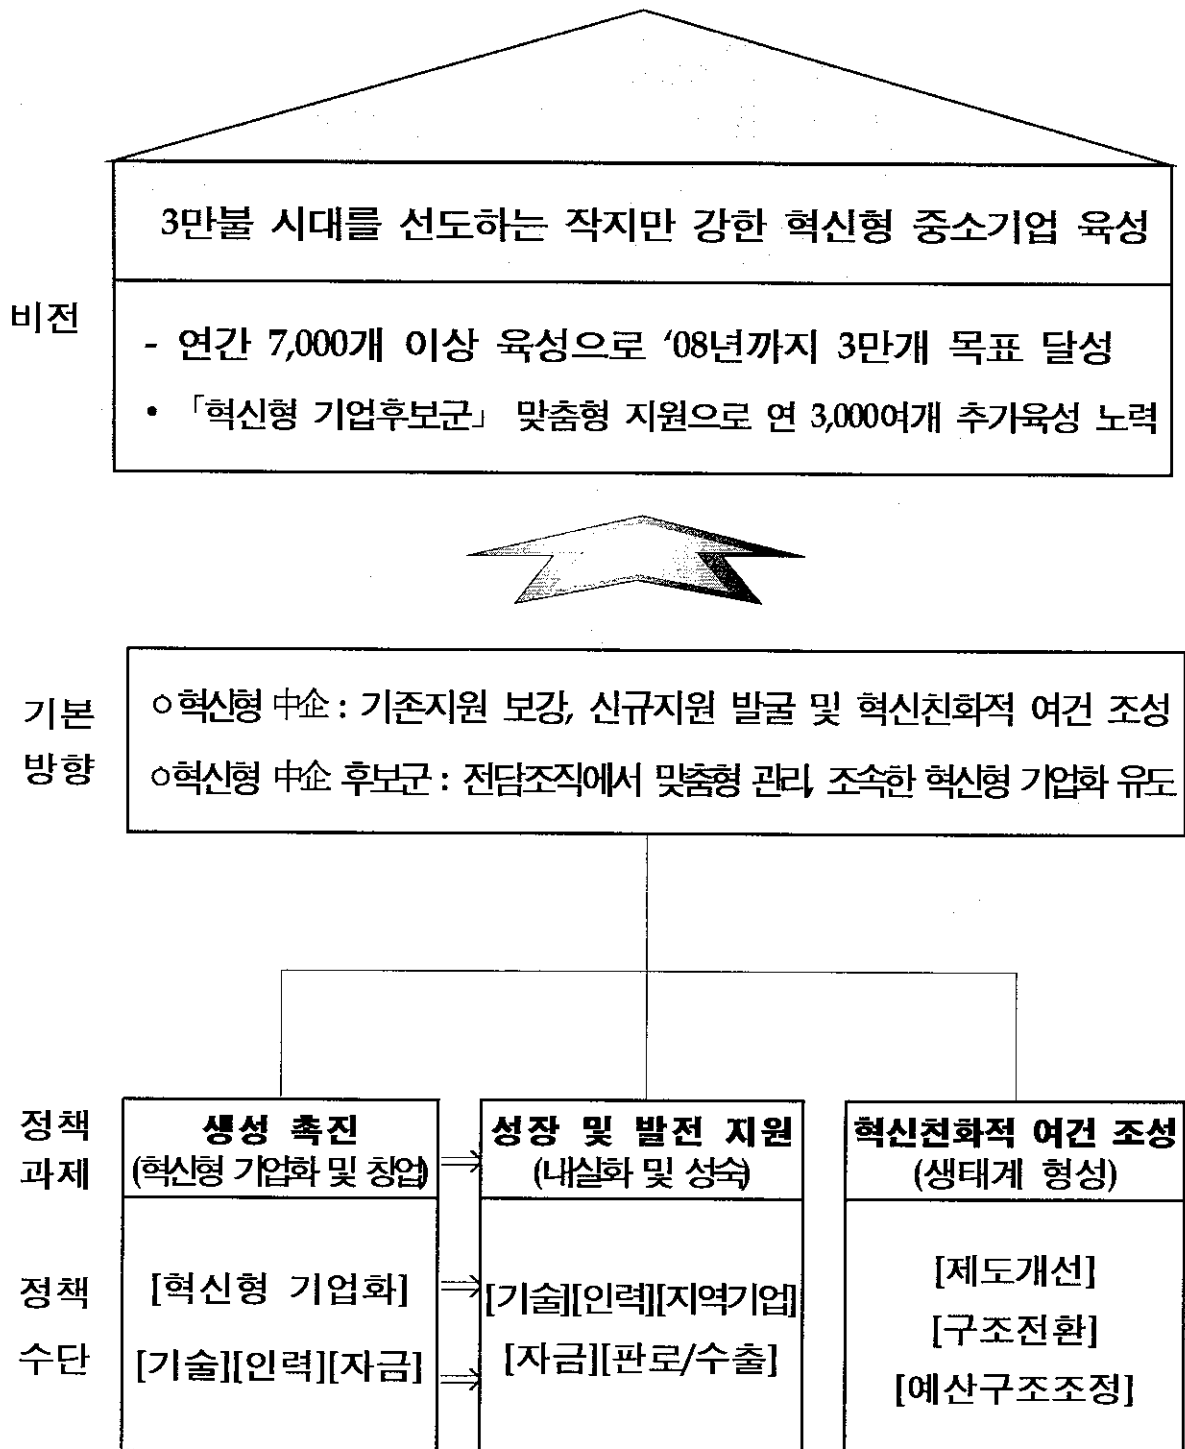 3만불 시대를 선도하는 작지만 강한 혁신형 중소기업 육성
비전
- 연간 7,000개 이상 육성으로 ‘08년까지 3만개 목표 달성
• 「혁신형 기업후보군」 맞춤형 지원으로 연 3,000여개 추가육성 노력
기본
방향
ㅇ혁신형 中企 : 기존지원 보강, 신규지원 발굴 및 혁신친화적 여건 조성
ㅇ혁신형 中企 후보군 : 전담조직에서 맞춤형 관리, 조속한 혁신형 기업화 유도
정책
과제
생성 촉진
(혁신형 기업화 및 창업)
성장 및 발전 지원
(내실화 및 성숙)
혁신친화적 여건 조성
(생태계 형성)
정책
수단
[혁신형 기업화]
[기술][인력][자금]
[기술][인력][지역기업]
[자금][판로/수출]
[제도개선]
[구조전환]
[예산구조조정]